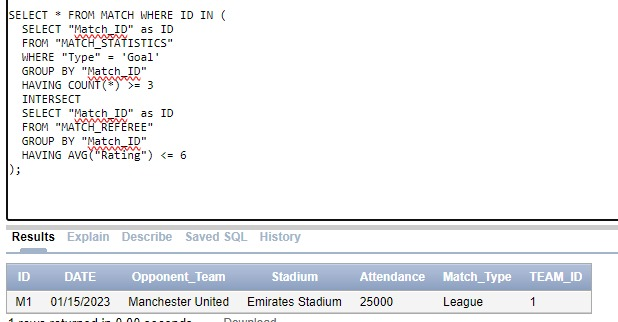 SELECT * FROM MATCH WHERE ID IN (
SELECT "Match_ID" as ID
FROM "MATCH_STATISTICS"
WHERE "Type" = 'Goal'
GROUP BY "Match_ID"
HAVING COUNT(*) >= 3
INTERSECT
SELECT "Match_ID" as ID
FROM "MATCH_REFEREE"
GROUP BY "Match_ID"
HAVING AVG("Rating") <= 6
);
Results Explain Describe Saved SQL History
ID DATE Opponent_Team Stadium Attendance Match_Type TEAM_ID
M1 01/15/2023 Manchester United Emirates Stadium 25000 League 1
1 rows returned in 0.00 seconds Download